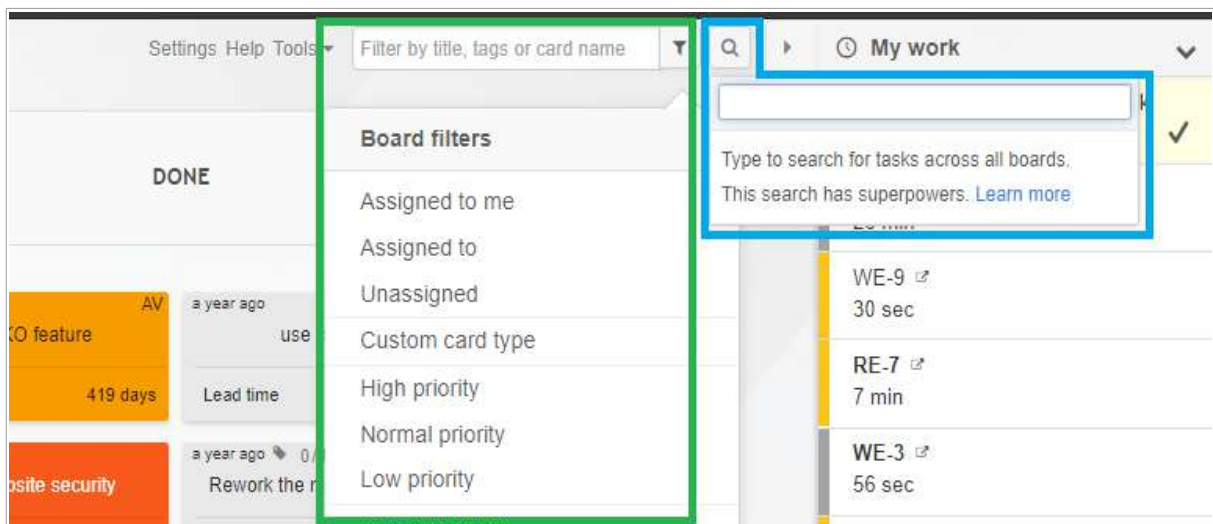 Settings Help Tools
Filter by title, tags or card name
My work
Board filters
Assigned to me
Assigned to
Unassigned
Custom card type
High priority
Normal priority
Low priority
Type to search for tasks across all boards.
This search has superpowers. Learn more
DONE
AV
feature
419 days
a year ago
use
Lead time
site security
a year ago
Rework the
WE-9
30 sec
RE-7
7 min
WE-3
56 sec